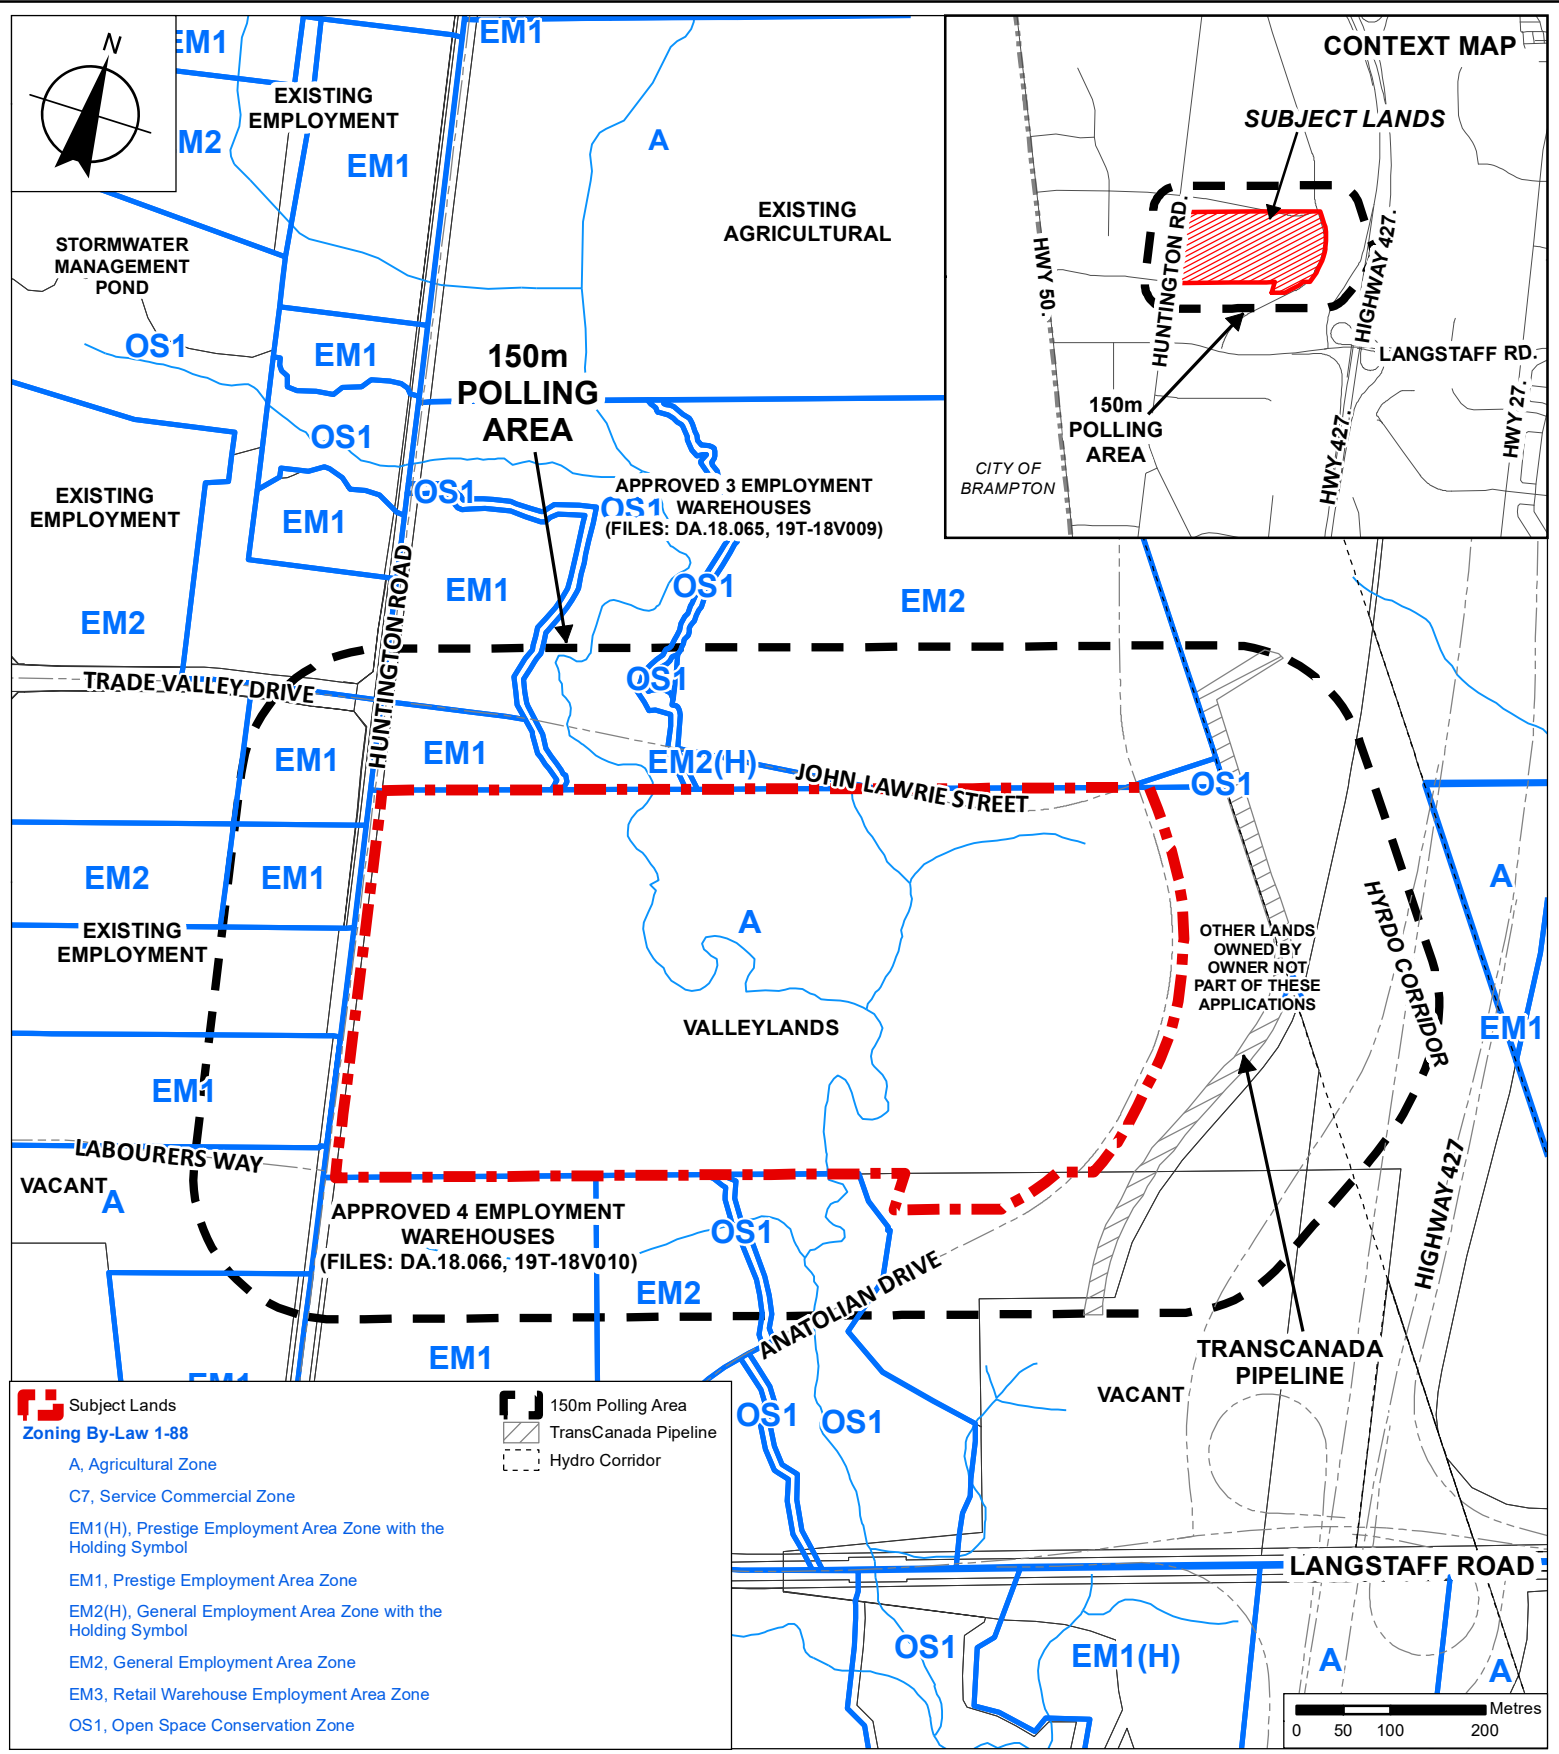 N
EM1
EM1
EXISTING
EMPLOYMENT
M2
EM1
A
EXISTING
AGRICULTURAL
STORMWATER
MANAGEMENT
POND
OS1
EM1
150m
POLLING
AREA
OS1
OS1
EXISTING
EMPLOYMENT
EM1
APPROVED 3 EMPLOYMENT
WAREHOUSES
(FILES: DA.18.065, 19T-18V009)
OS1
OS1
EM1
EM2
EM2
HUNTINGTON ROAD
OS1
TRADE VALLEY DRIVE
EM1
EM1
EM2(H)
JOHN LAWRIE STREET
OS1
EM2
EM1
A
A
EXISTING
EMPLOYMENT
OTHER LANDS
OWNED BY
OWNER NOT
PART OF THESE
APPLICATIONS
HYRDO CORRIDOR
VALLEYLANDS
EM1
EM1
LABOURERS WAY
VACANT
A
APPROVED 4 EMPLOYMENT
WAREHOUSES
(FILES: DA.18.066, 19T-18V010)
OS1
EM2
ANATOLIAN DRIVE
HIGHWAY 427
EM1
EM1
TRANSCANADA
PIPELINE
VACANT
OS1
OS1
LANGSTAFF ROAD
OS1
EM1(H)
A
A
CONTEXT MAP
SUBJECT LANDS
HWY 50.
HUNTINGTON RD.
HIGHWAY 427.
LANGSTAFF RD.
150m
POLLING
AREA
HWY 427.
HWY 27.
CITY OF
BRAMPTON
Subject Lands
Zoning By-Law 1-88
A, Agricultural Zone
C7, Service Commercial Zone
EM1(H), Prestige Employment Area Zone with the
Holding Symbol
EM1, Prestige Employment Area Zone
EM2(H), General Employment Area Zone with the
Holding Symbol
EM2, General Employment Area Zone
EM3, Retail Warehouse Employment Area Zone
OS1, Open Space Conservation Zone
150m Polling Area
TransCanada Pipeline
Hydro Corridor
Metres
0 50 100 200